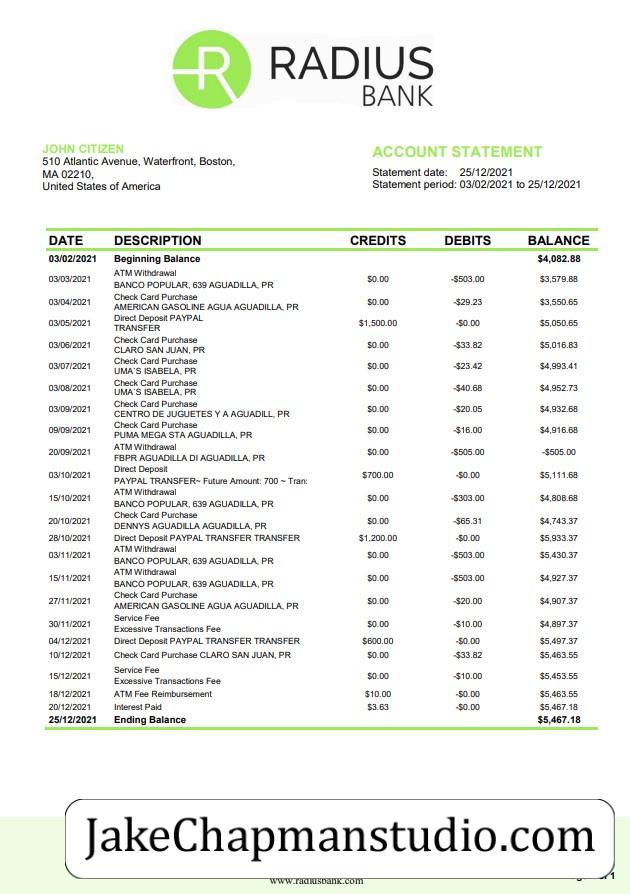 RADIUS
BANK
JOHN CITIZEN
510 Atlantic Avenue, Waterfront, Boston,
MA 02210,
United States of America
ACCOUNT STATEMENT
Statement date: 25/12/2021
Statement period: 03/02/2021 to 25/12/2021
DATE DESCRIPTION CREDITS DEBITS BALANCE
03/02/2021 Beginning Balance $4,082.88
ATM Withdrawal
03/03/2021 BANCO POPULAR, 639 AGUADILLA, PR $0.00 -$503.00 $3,579.88
Check Card Purchase
03/04/2021 AMERICAN GASOLINE AGUA AGUADILLA, PR $0.00 -$29.23 $3,550.65
Direct Deposit PAYPAL
03/05/2021 TRANSFER $1,500.00 -$0.00 $5,050.65
Check Card Purchase
03/06/2021 CLARO SAN JUAN, PR $0.00 -$33.82 $5,016.83
Check Card Purchase
03/07/2021 UMA`S ISABELA, PR $0.00 -$23.42 $4,993.41
Check Card Purchase
03/08/2021 UMA`S ISABELA, PR $0.00 -$40.68 $4,952.73
Check Card Purchase
03/09/2021 CENTRO DE JUGUETES Y A AGUADILL, PR $0.00 -$20.05 $4,932.68
Check Card Purchase
09/09/2021 PUMA MEGA STA AGUADILLA, PR $0.00 -$16.00 $4,916.68
ATM Withdrawal
20/09/2021 FBPR AGUADILLA DI AGUADILLA, PR $0.00 -$505.00 -$505.00
Direct Deposit
03/10/2021 PAYPAL TRANSFER~ Future Amount: 700 ~ Tran: $700.00 -$0.00 $5,111.68
ATM Withdrawal
15/10/2021 BANCO POPULAR, 639 AGUADILLA, PR $0.00 -$303.00 $4,808.68
Check Card Purchase
20/10/2021 DENNYS AGUADILLA AGUADILLA, PR $0.00 -$65.31 $4,743.37
28/10/2021 Direct Deposit PAYPAL TRANSFER TRANSFER $1,200.00 -$0.00 $5,933.37
ATM Withdrawal
03/11/2021 BANCO POPULAR, 639 AGUADILLA, PR $0.00 -$503.00 $5,430.37
ATM Withdrawal
15/11/2021 BANCO POPULAR, 639 AGUADILLA, PR $0.00 -$503.00 $4,927.37
Check Card Purchase
27/11/2021 AMERICAN GASOLINE AGUA AGUADILLA, PR $0.00 -$20.00 $4,907.37
Service Fee
30/11/2021 Excessive Transactions Fee $0.00 -$10.00 $4,897.37
04/12/2021 Direct Deposit PAYPAL TRANSFER TRANSFER $600.00 -$0.00 $5,497.37
10/12/2021 Check Card Purchase CLARO SAN JUAN, PR $0.00 -$33.82 $5,463.55
Service Fee
15/12/2021 Excessive Transactions Fee $0.00 -$10.00 $5,453.55
18/12/2021 ATM Fee Reimbursement $10.00 -$0.00 $5,463.55
20/12/2021 Interest Paid $3.63 -$0.00 $5,467.18
25/12/2021 Ending Balance $5,467.18
JakeChapmanstudio.com
www.radiusbank.com